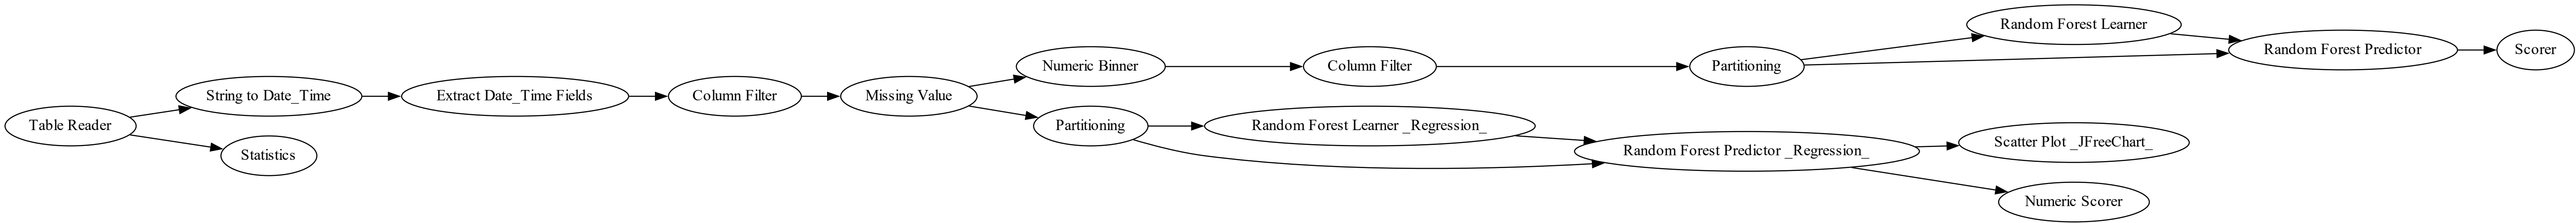 Table Reader
String to Date_Time
Statistics
Extract Date_Time Fields
Column Filter
Missing Value
Numeric Binner
Column Filter
Partitioning
Random Forest Learner
Random Forest Predictor
Scorer
Partitioning
Random Forest Learner _Regression_
Random Forest Predictor _Regression_
Scatter Plot _JFreeChart_
Numeric Scorer